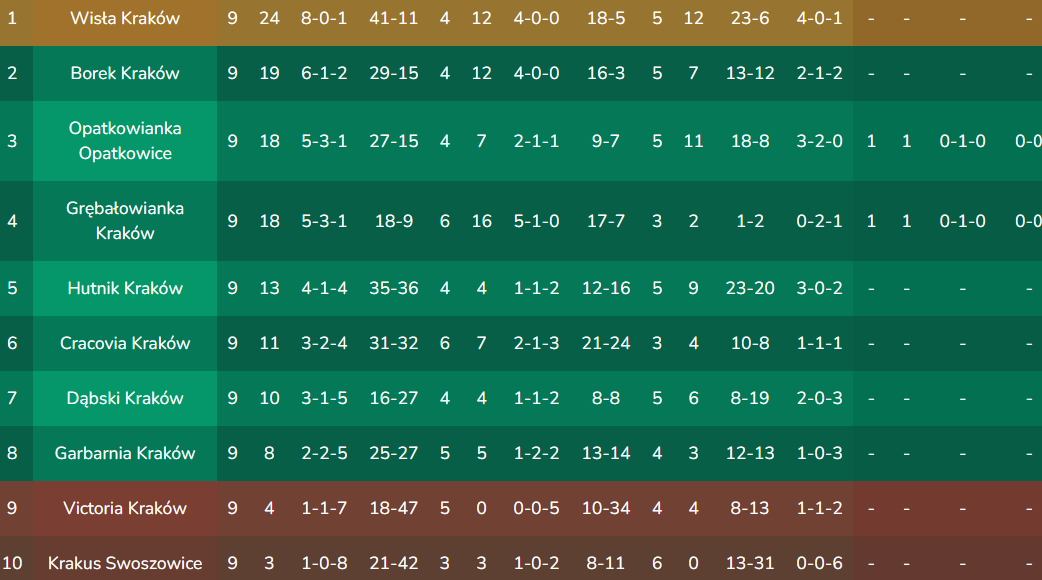 1 Wisła Kraków 9 24 8-0-1 41-11 4 12 4-0-0 18-5 5 12 23-6 4-0-1 - - - -
2 Borek Kraków 9 19 6-1-2 29-15 4 12 4-0-0 16-3 5 7 13-12 2-1-2 - - - -
3 Opatkowianka
Opatkowice 9 18 5-3-1 27-15 4 7 2-1-1 9-7 5 11 18-8 3-2-0 1 1 0-1-0 0-0
4 Grębałowianka
Kraków 9 18 5-3-1 18-9 6 16 5-1-0 17-7 3 2 1-2 0-2-1 1 1 0-1-0 0-0
5 Hutnik Kraków 9 13 4-1-4 35-36 4 4 1-1-2 12-16 5 9 23-20 3-0-2 - - - -
6 Cracovia Kraków 9 11 3-2-4 31-32 6 7 2-1-3 21-24 3 4 10-8 1-1-1 - - - -
7 Dąbski Kraków 9 10 3-1-5 16-27 4 4 1-1-2 8-8 5 6 8-19 2-0-3 - - - -
8 Garbarnia Kraków 9 8 2-2-5 25-27 5 5 1-2-2 13-14 4 3 12-13 1-0-3 - - - -
9 Victoria Kraków 9 4 1-1-7 18-47 5 0 0-0-5 10-34 4 4 8-13 1-1-2 - - - -
10 Krakus Swoszowice 9 3 1-0-8 21-42 3 3 1-0-2 8-11 6 0 13-31 0-0-6 - - - -